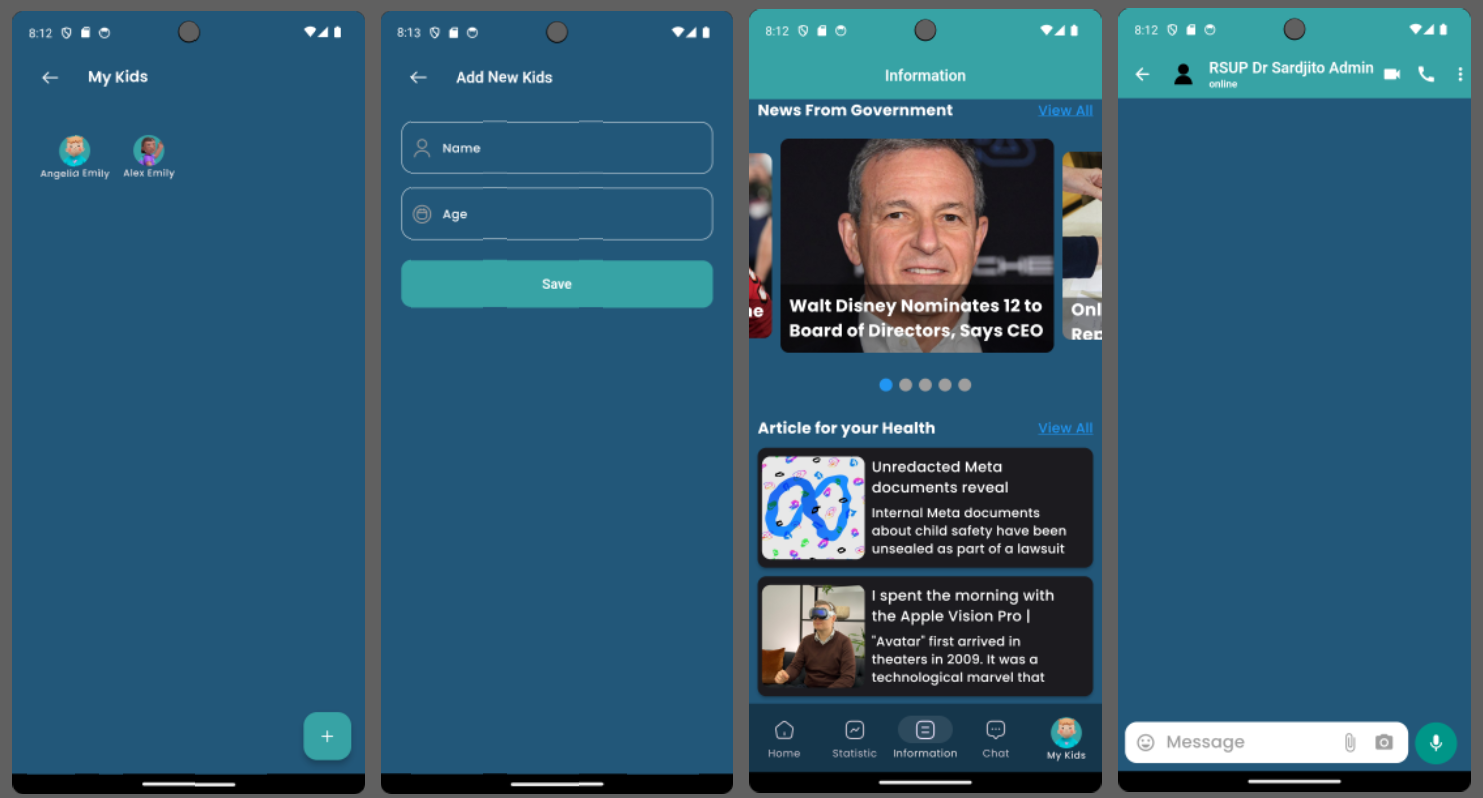 8:12
My Kids
Angelia Emily
Alex Emily
+
8:13
Add New Kids
Name
Age
Save
8:12
Information
News From Government
View All
Walt Disney Nominates 12 to
Board of Directors, Says CEO
Onl
Rep
Article for your Health
View All
Unredacted Meta
documents reveal
Internal Meta documents
about child safety have been
unsealed as part of a lawsuit
I spent the morning with
the Apple Vision Pro |
"Avatar" first arrived in
theaters in 2009. It was a
technological marvel that
Home
Statistic
Information
Chat
My Kids
8:12
RSUP Dr Sardjito Admin
online
Message